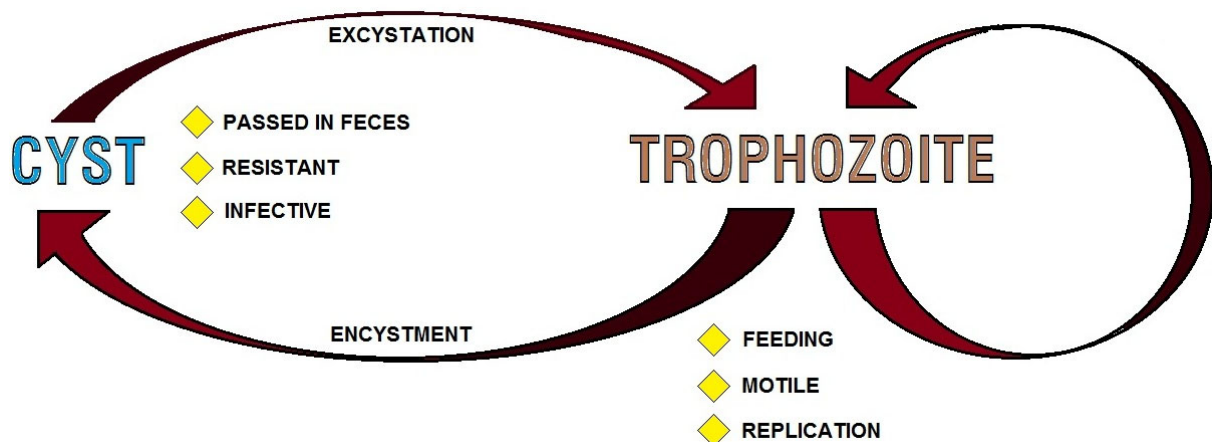 EXCYSTATION
CYST
PASSED IN FECES
RESISTANT
INFECTIVE
TROPHOZOITE
ENCYSTMENT
FEEDING
MOTILE
REPLICATION